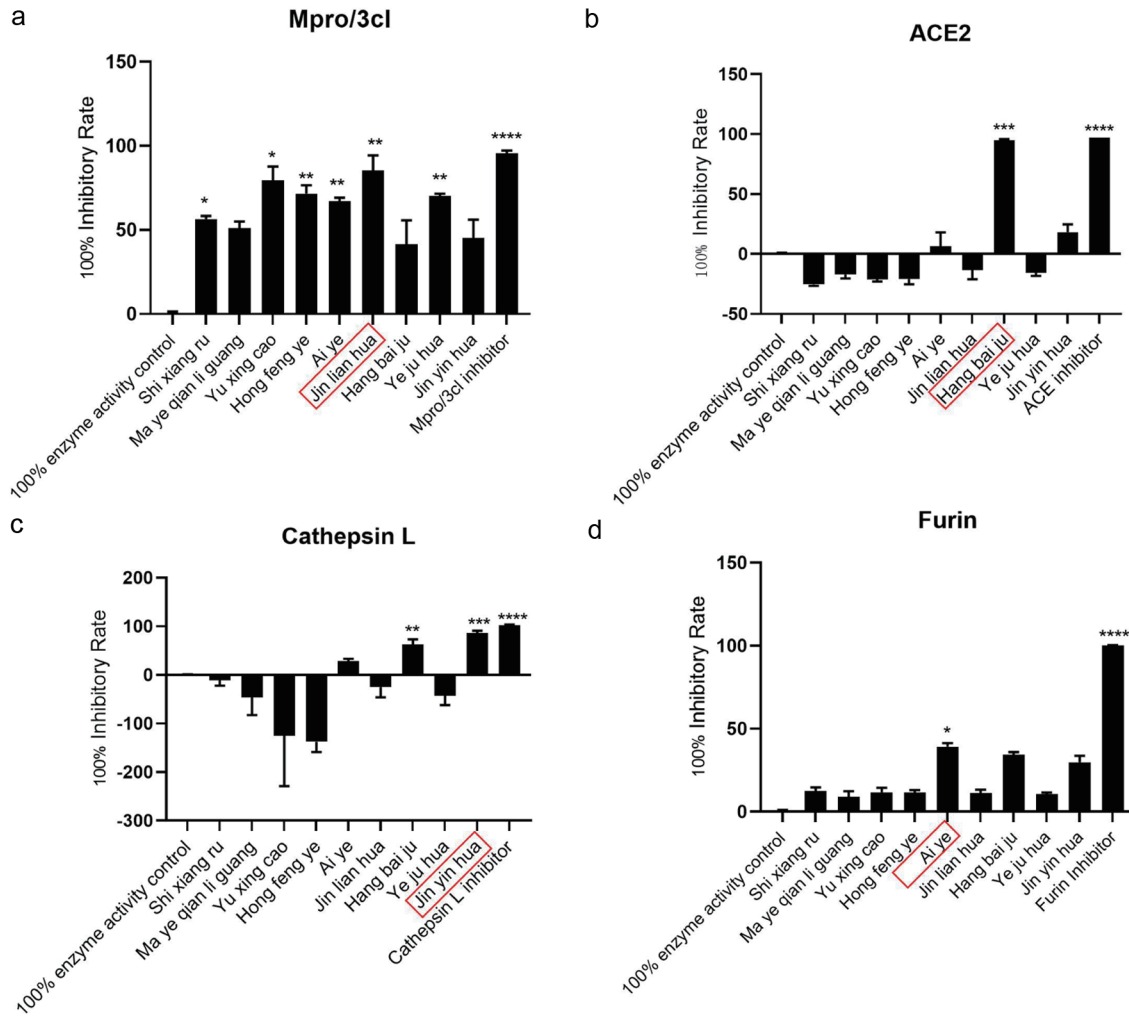 a
Mpro/3cl
100% Inhibitory Rate
150
100
50
0
*
*
**
**
**
**
****
100% enzyme activity control
Shi xiang ru
Ma ye qian li guang
Yu xing cao
Hong feng ye
Ai ye
Jin lian hua
Hang bai ju
Ye ju hua
Jin yin hua
Mpro/3cl inhibitor
b
ACE2
100% Inhibitory Rate
150
100
50
0
-50
***
****
100% enzyme activity control
Shi xiang ru
Ma ye qian li guang
Yu xing cao
Hong feng ye
Ai ye
Jin lian hua
Hang bai ju
Ye ju hua
Jin yin hua
ACE inhibitor
c
Cathepsin L
100% Inhibitory Rate
200
100
0
-100
-200
-300
**
***
****
100% enzyme activity control
Shi xiang ru
Ma ye qian li guang
Yu xing cao
Hong feng ye
Ai ye
Jin lian hua
Hang bai ju
Ye ju hua
Jin yin hua
Cathepsin L inhibitor
d
Furin
100% Inhibitory Rate
150
100
50
0
*
****
100% enzyme activity control
Shi xiang ru
Ma ye qian li guang
Yu xing cao
Hong feng ye
Ai ye
Jin lian hua
Hang bai ju
Ye ju hua
Jin yin hua
Furin Inhibitor